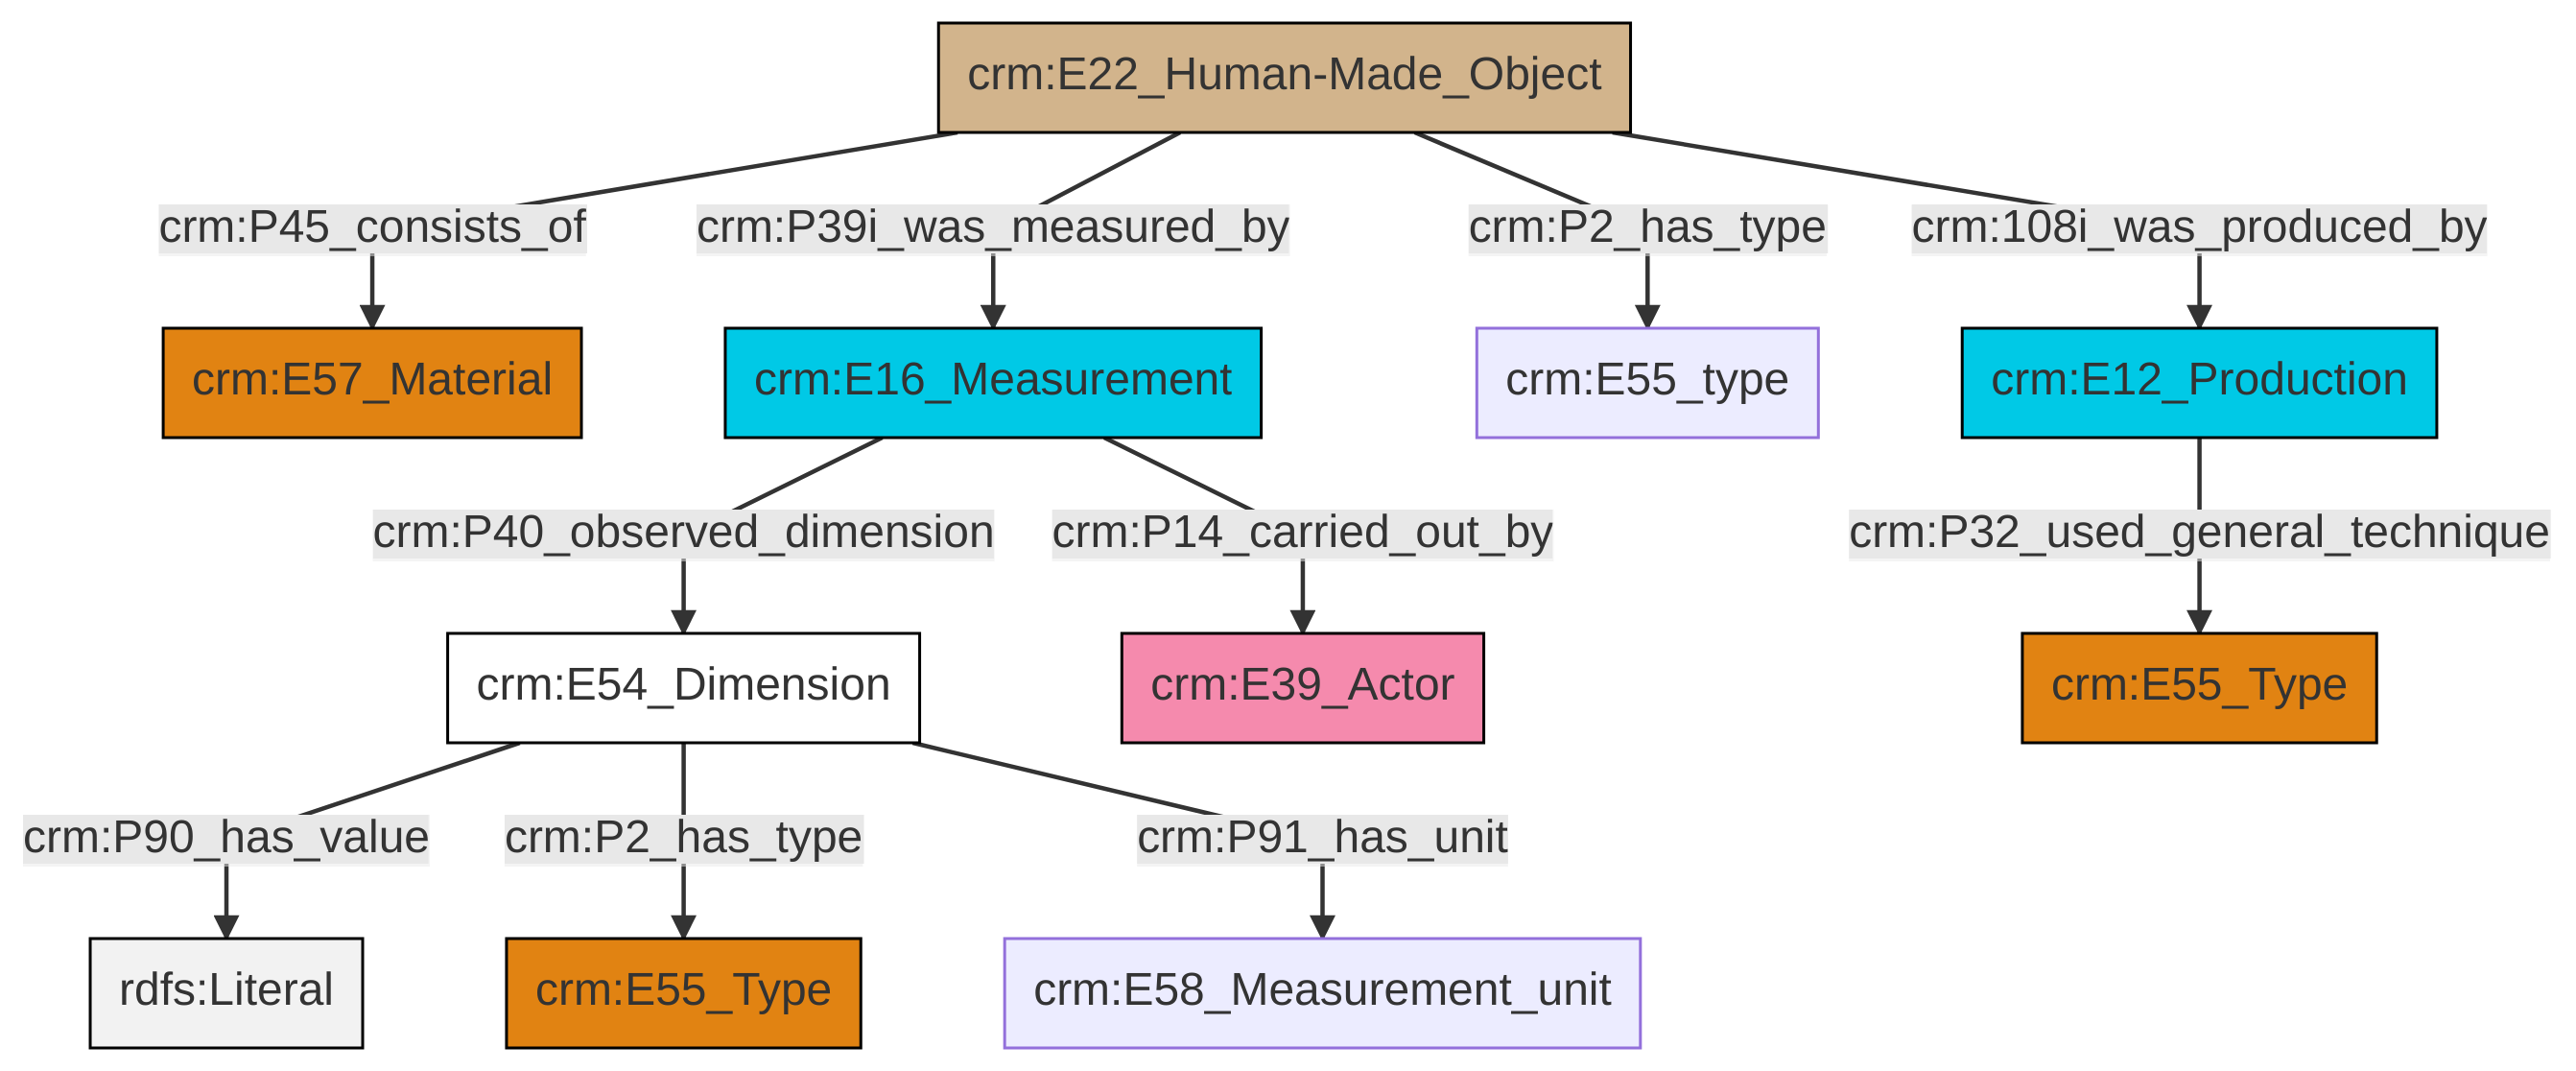 crm:E22_Human-Made_Object
crm:P45_consists_of
crm:P39i_was_measured_by
crm:P2_has_type
crm:108i_was_produced_by
crm:E57_Material
crm:E16_Measurement
crm:E55_type
crm:E12_Production
crm:P40_observed_dimension
crm:P14_carried_out_by
crm:P32_used_general_technique
crm:E54_Dimension
crm:E39_Actor
crm:E55_Type
crm:P90_has_value
crm:P2_has_type
crm:P91_has_unit
rdfs:Literal
crm:E55_Type
crm:E58_Measurement_unit